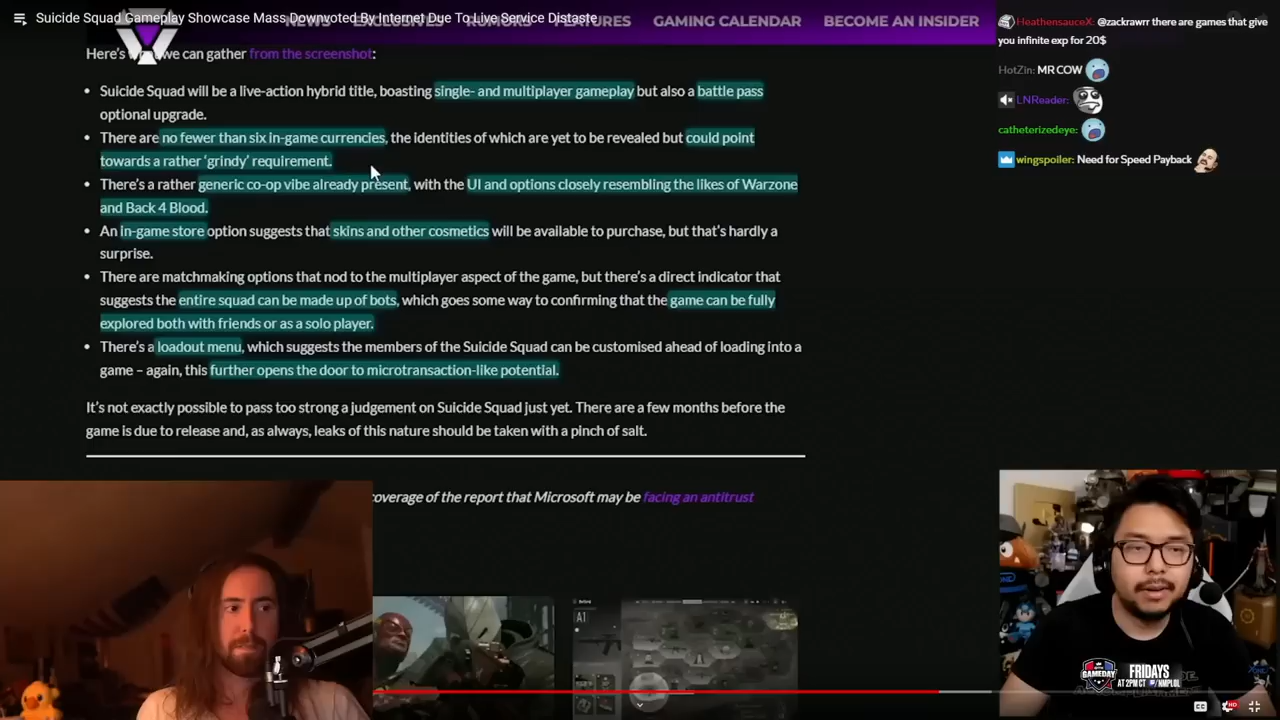 Suicide Squad Gameplay Showcase Mass Downvoted By Internet Due To Live Service Distaste
NEWS
FEATURES
GAMING CALENDAR
BECOME AN INSIDER
Here's we can gather from the screenshot:
Suicide Squad will be a live-action hybrid title, boasting single- and multiplayer gameplay but also a battle pass
optional upgrade.
There are no fewer than six in-game currencies, the identities of which are yet to be revealed but could point
towards a rather 'grindy' requirement.
There's a rather generic co-op vibe already present, with the UI and options closely resembling the likes of Warzone
and Back 4 Blood.
An in-game store option suggests that skins and other cosmetics will be available to purchase, but that's hardly a
surprise.
There are matchmaking options that nod to the multiplayer aspect of the game, but there's a direct indicator that
suggests the entire squad can be made up of bots, which goes some way to confirming that the game can be fully
explored both with friends or as a solo player.
There's a loadout menu, which suggests the members of the Suicide Squad can be customised ahead of loading into a
game – again, this further opens the door to microtransaction-like potential.
It's not exactly possible to pass too strong a judgement on Suicide Squad just yet. There are a few months before the
game is due to release and, as always, leaks of this nature should be taken with a pinch of salt.
coverage of the report that Microsoft may be facing an antitrust
A1
HeathensauceX: @zackrawrr there are games that give
you infinite exp for 20$
HotZin: MR COW
LNReader:
catheterizedeye:
wingspoiler: Need for Speed Payback
GAMEDAY
FRIDAYS
AT 2PM CT /NMPLOL
CC
HD